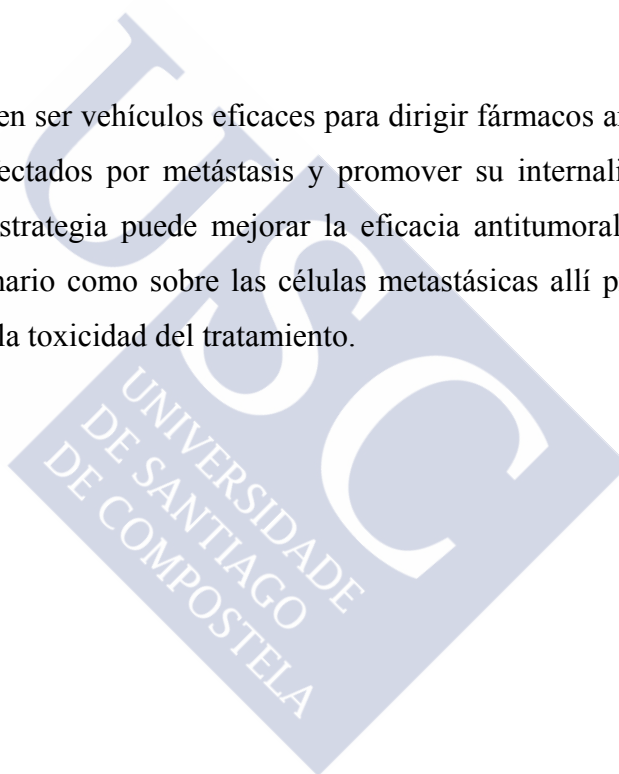 en ser vehículos eficaces para dirigir fármacos a
ectados por metástasis y promover su internali
strategia puede mejorar la eficacia antitumoral
nario como sobre las células metastásicas allí p
la toxicidad del tratamiento.
USC
UNIVERSIDADE
DE SANTIAGO
DE COMPOSTELA